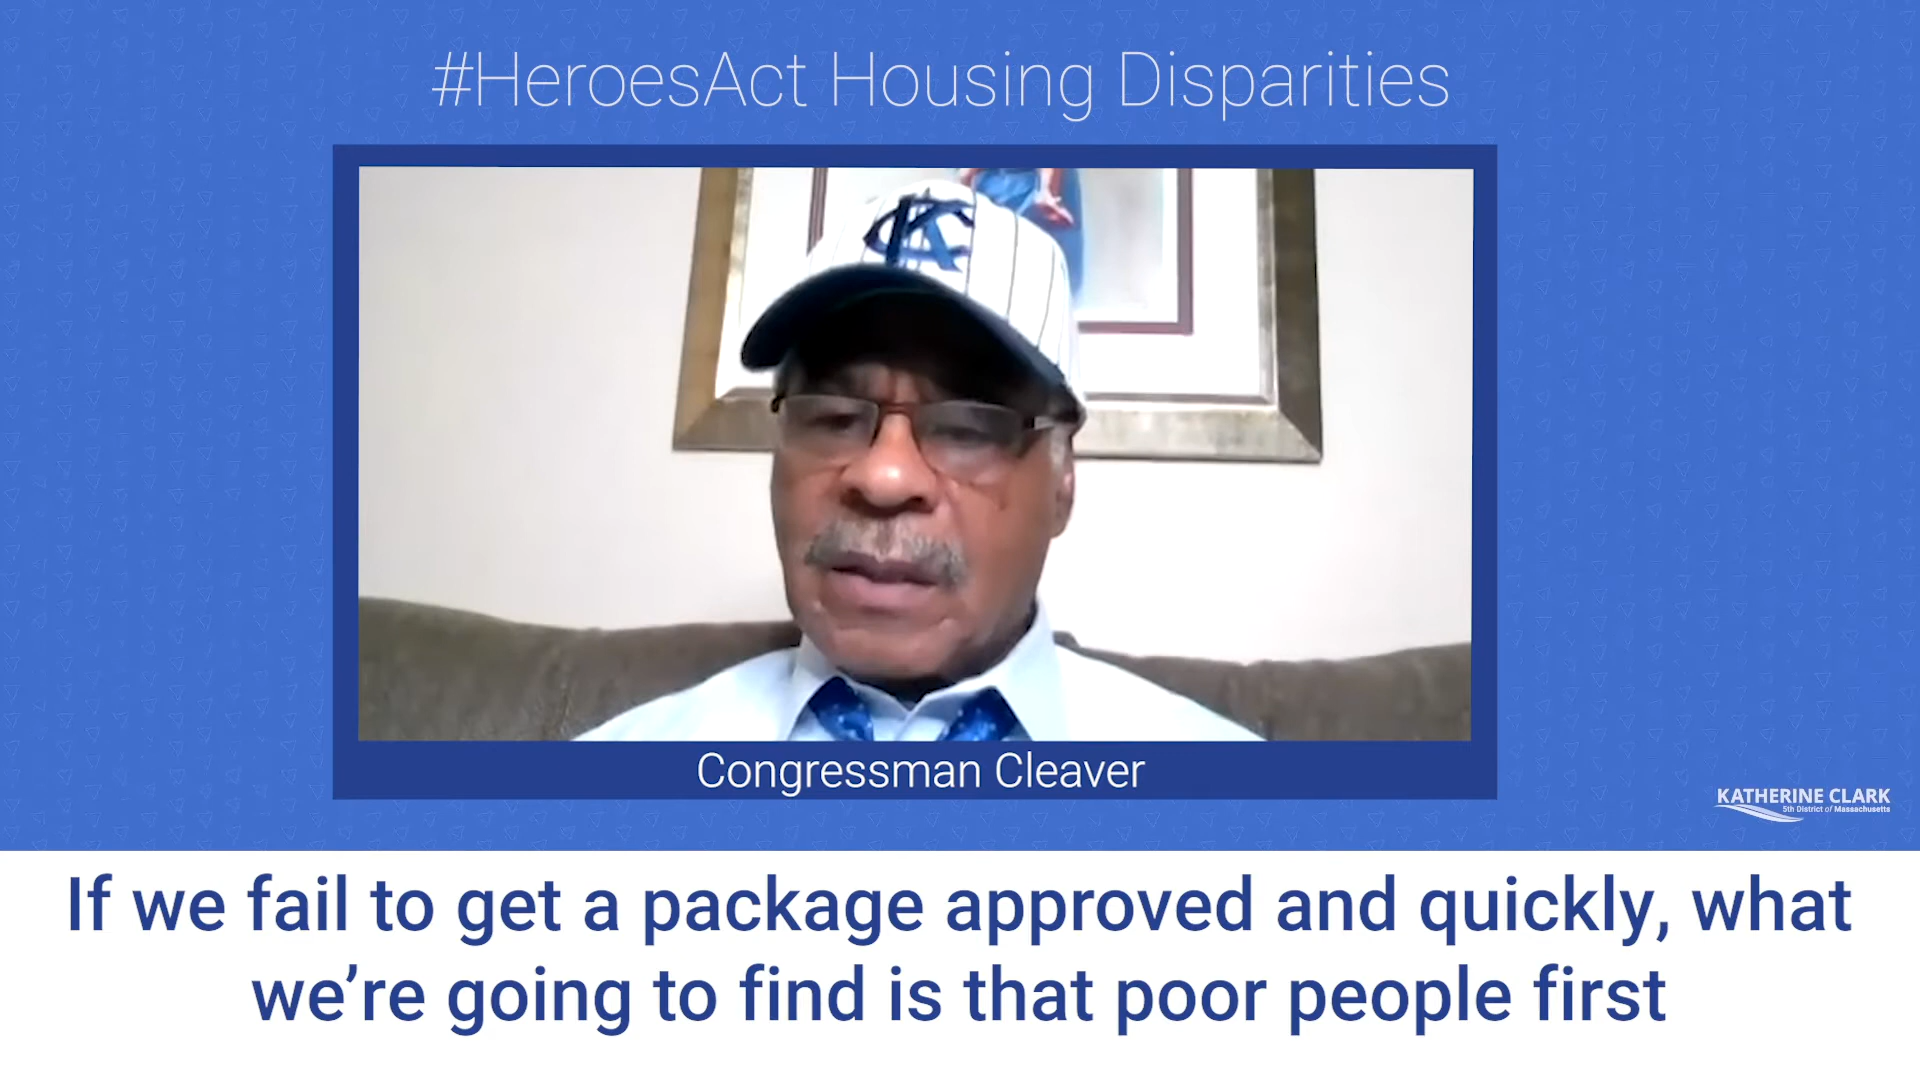 #HeroesAct Housing Disparities
KC
Congressman Cleaver
KATHERINE CLARK
5th District of Massachusetts
If we fail to get a package approved and quickly, what
we’re going to find is that poor people first